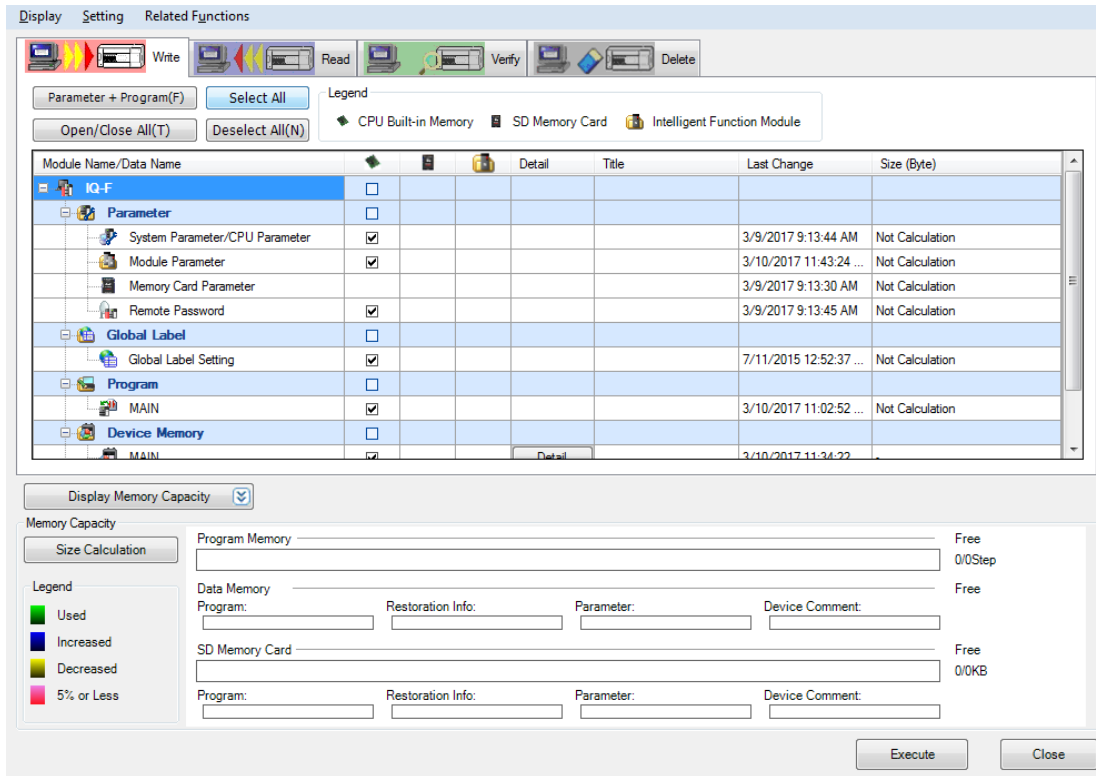 Display Setting Related Functions
Write Read Verify Delete
Parameter + Program(F) Select All Legend
Open/Close All(T) Deselect All(N) CPU Built-in Memory SD Memory Card Intelligent Function Module
Module Name/Data Name Detail Title Last Change Size (Byte)
IQ-F
Parameter
System Parameter/CPU Parameter 3/9/2017 9:13:44 AM Not Calculation
Module Parameter 3/10/2017 11:43:24 ... Not Calculation
Memory Card Parameter 3/9/2017 9:13:30 AM Not Calculation
Remote Password 3/9/2017 9:13:45 AM Not Calculation
Global Label
Global Label Setting 7/11/2015 12:52:37 ... Not Calculation
Program
MAIN 3/10/2017 11:02:52 ... Not Calculation
Device Memory
MAIN Detail 3/10/2017 11:34:22 -
Display Memory Capacity
Memory Capacity
Size Calculation Program Memory Free
0/0Step
Legend Data Memory Free
Used Program: Restoration Info: Parameter: Device Comment:
Increased
SD Memory Card Free
Decreased 0/0KB
5% or Less Program: Restoration Info: Parameter: Device Comment:
Execute Close